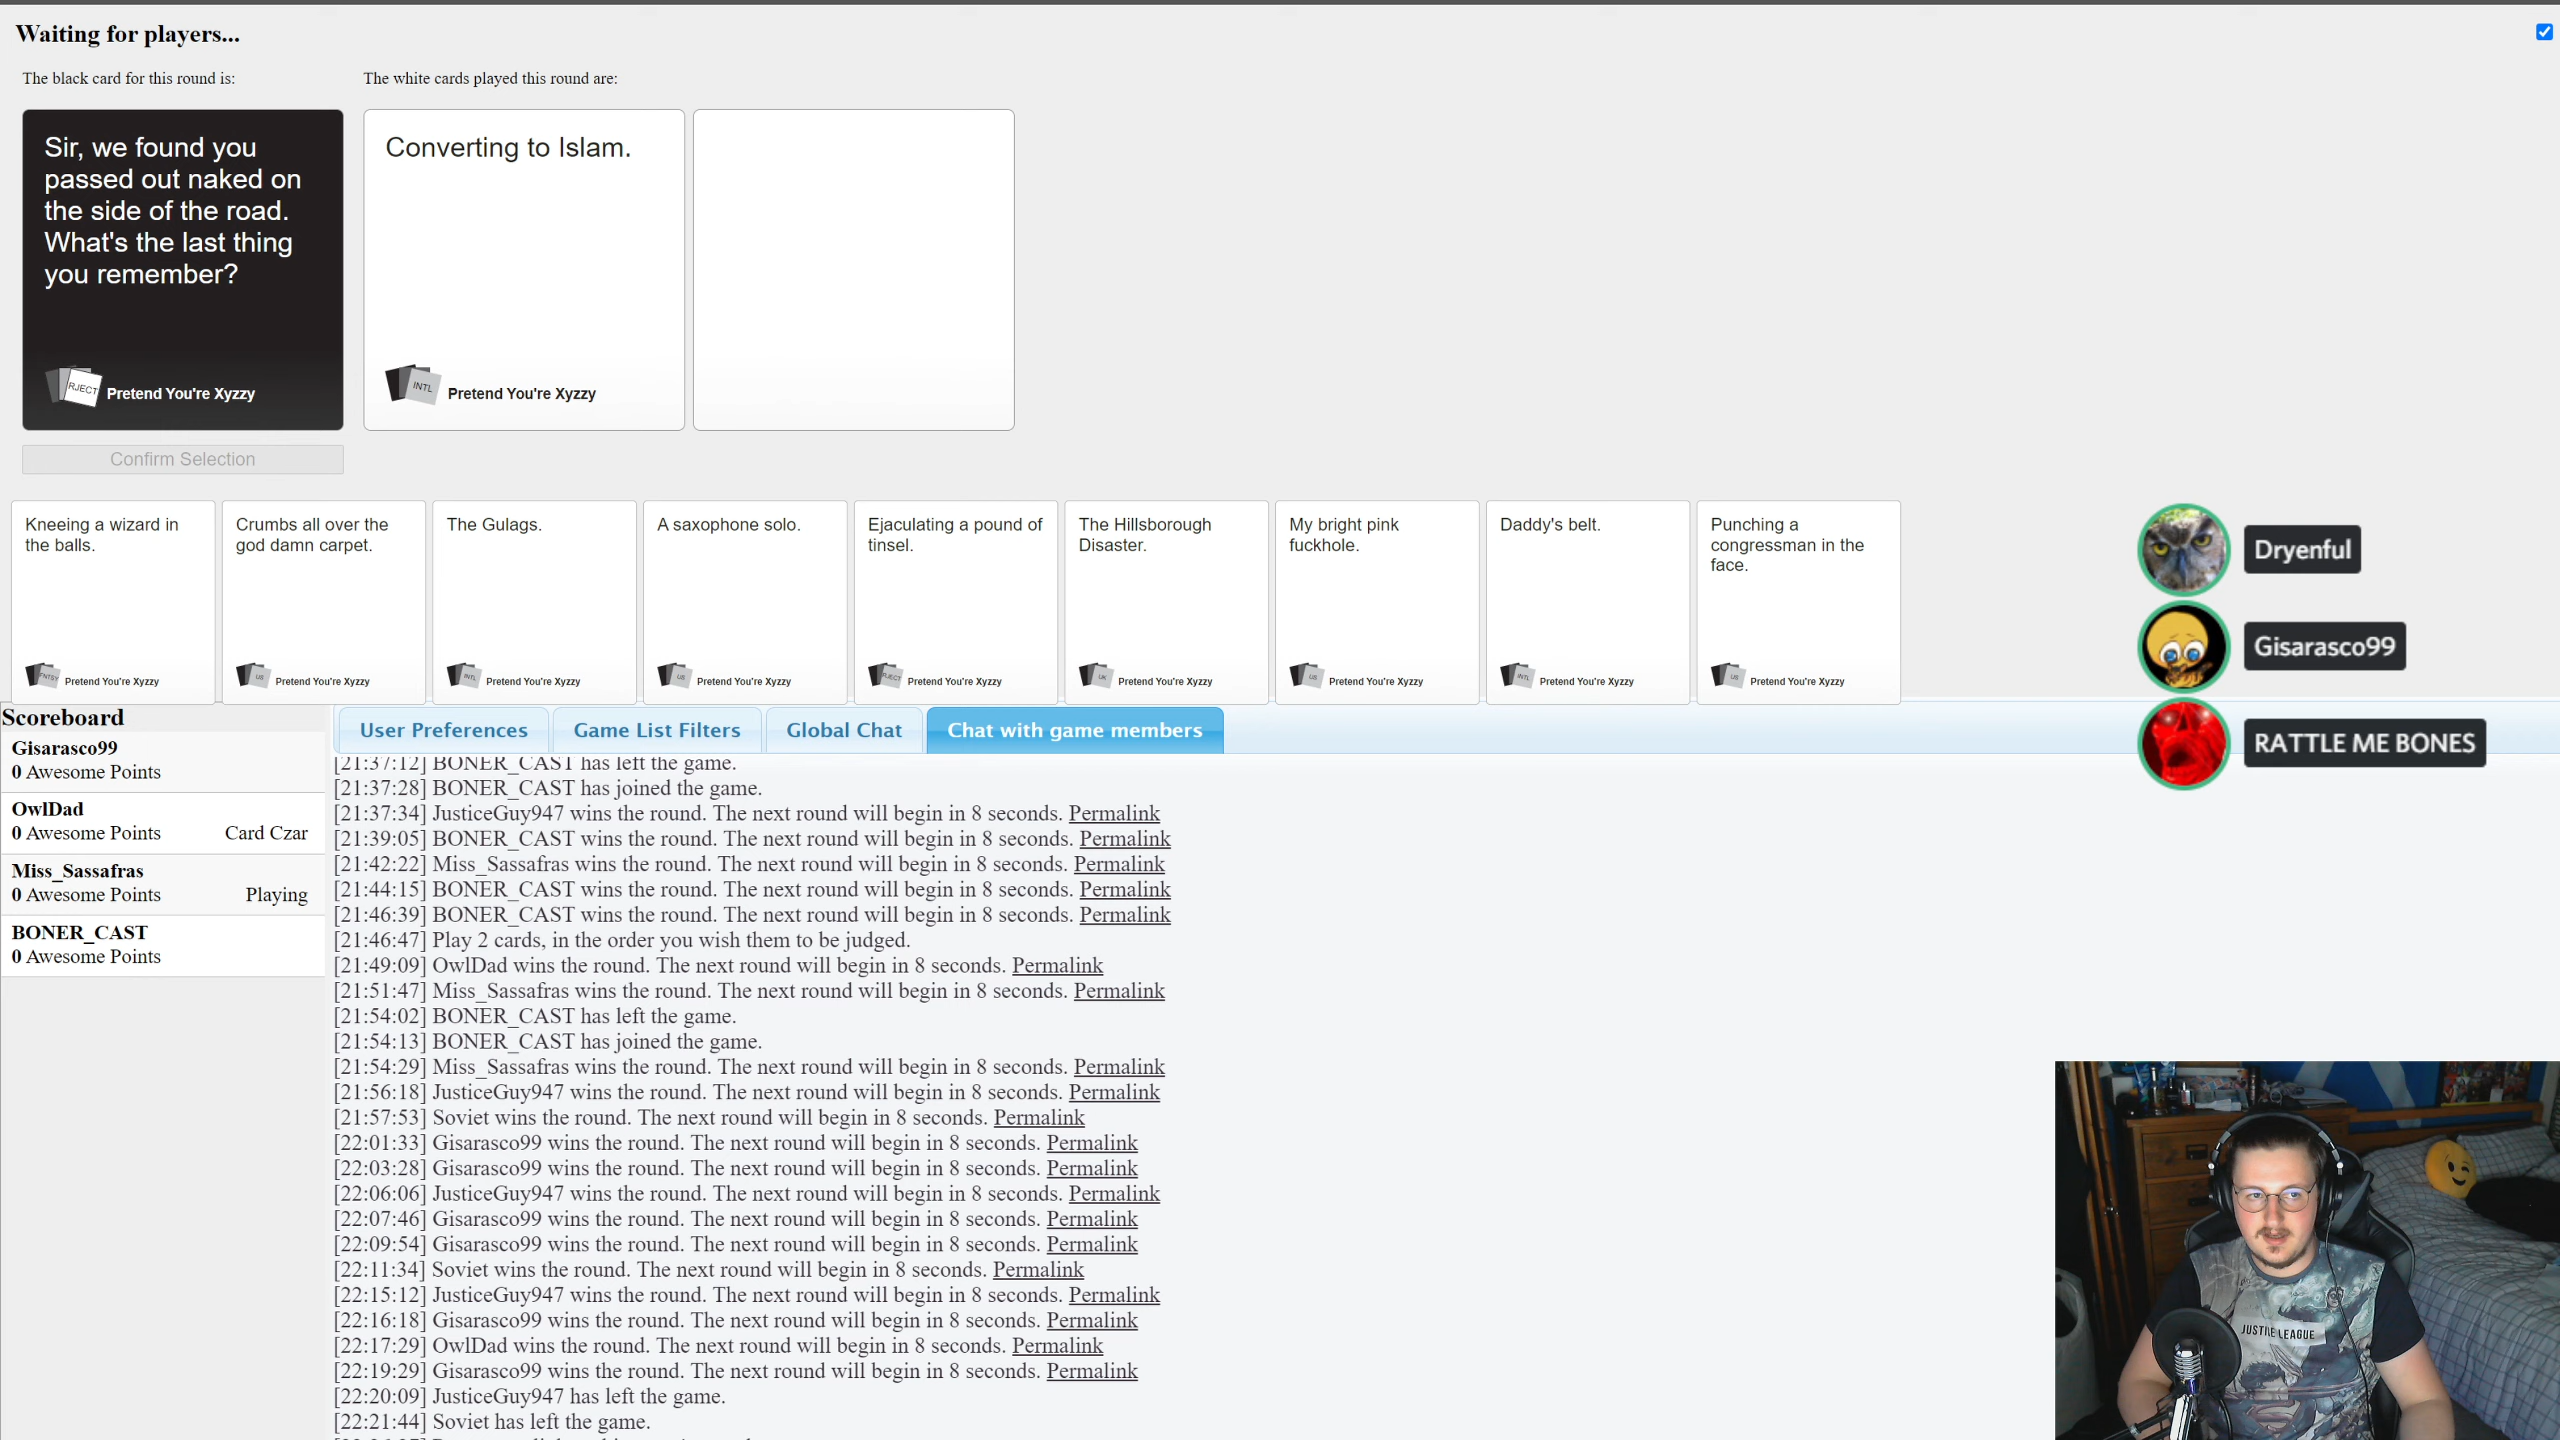 Waiting for players...
The black card for this round is:
The white cards played this round are:
Sir, we found you
passed out naked on
the side of the road.
What's the last thing
you remember?
RJECT
Pretend You're Xyzzy
Converting to Islam.
INTL
Pretend You're Xyzzy
Confirm Selection
Kneeing a wizard in
the balls.
FNTSY
Pretend You're Xyzzy
Crumbs all over the
god damn carpet.
US
Pretend You're Xyzzy
The Gulags.
INTL
Pretend You're Xyzzy
A saxophone solo.
US
Pretend You're Xyzzy
Ejaculating a pound of
tinsel.
RJECT
Pretend You're Xyzzy
The Hillsborough
Disaster.
UK
Pretend You're Xyzzy
My bright pink
fuckhole.
US
Pretend You're Xyzzy
Daddy's belt.
INTL
Pretend You're Xyzzy
Punching a
congressman in the
face.
US
Pretend You're Xyzzy
Dryenful
Gisarasco99
RATTLE ME BONES
Scoreboard
Gisarasco99
0 Awesome Points
OwlDad
0 Awesome Points Card Czar
Miss_Sassafras
0 Awesome Points Playing
BONER_CAST
0 Awesome Points
User Preferences
Game List Filters
Global Chat
Chat with game members
[21:37:12] BONER_CAST has left the game.
[21:37:28] BONER_CAST has joined the game.
[21:37:34] JusticeGuy947 wins the round. The next round will begin in 8 seconds. Permalink
[21:39:05] BONER_CAST wins the round. The next round will begin in 8 seconds. Permalink
[21:42:22] Miss_Sassafras wins the round. The next round will begin in 8 seconds. Permalink
[21:44:15] BONER_CAST wins the round. The next round will begin in 8 seconds. Permalink
[21:46:39] BONER_CAST wins the round. The next round will begin in 8 seconds. Permalink
[21:46:47] Play 2 cards, in the order you wish them to be judged.
[21:49:09] OwlDad wins the round. The next round will begin in 8 seconds. Permalink
[21:51:47] Miss_Sassafras wins the round. The next round will begin in 8 seconds. Permalink
[21:54:02] BONER_CAST has left the game.
[21:54:13] BONER_CAST has joined the game.
[21:54:29] Miss_Sassafras wins the round. The next round will begin in 8 seconds. Permalink
[21:56:18] JusticeGuy947 wins the round. The next round will begin in 8 seconds. Permalink
[21:57:53] Soviet wins the round. The next round will begin in 8 seconds. Permalink
[22:01:33] Gisarasco99 wins the round. The next round will begin in 8 seconds. Permalink
[22:03:28] Gisarasco99 wins the round. The next round will begin in 8 seconds. Permalink
[22:06:06] JusticeGuy947 wins the round. The next round will begin in 8 seconds. Permalink
[22:07:46] Gisarasco99 wins the round. The next round will begin in 8 seconds. Permalink
[22:09:54] Gisarasco99 wins the round. The next round will begin in 8 seconds. Permalink
[22:11:34] Soviet wins the round. The next round will begin in 8 seconds. Permalink
[22:15:12] JusticeGuy947 wins the round. The next round will begin in 8 seconds. Permalink
[22:16:18] Gisarasco99 wins the round. The next round will begin in 8 seconds. Permalink
[22:17:29] OwlDad wins the round. The next round will begin in 8 seconds. Permalink
[22:19:29] Gisarasco99 wins the round. The next round will begin in 8 seconds. Permalink
[22:20:09] JusticeGuy947 has left the game.
[22:21:44] Soviet has left the game.
JUSTICE LEAGUE